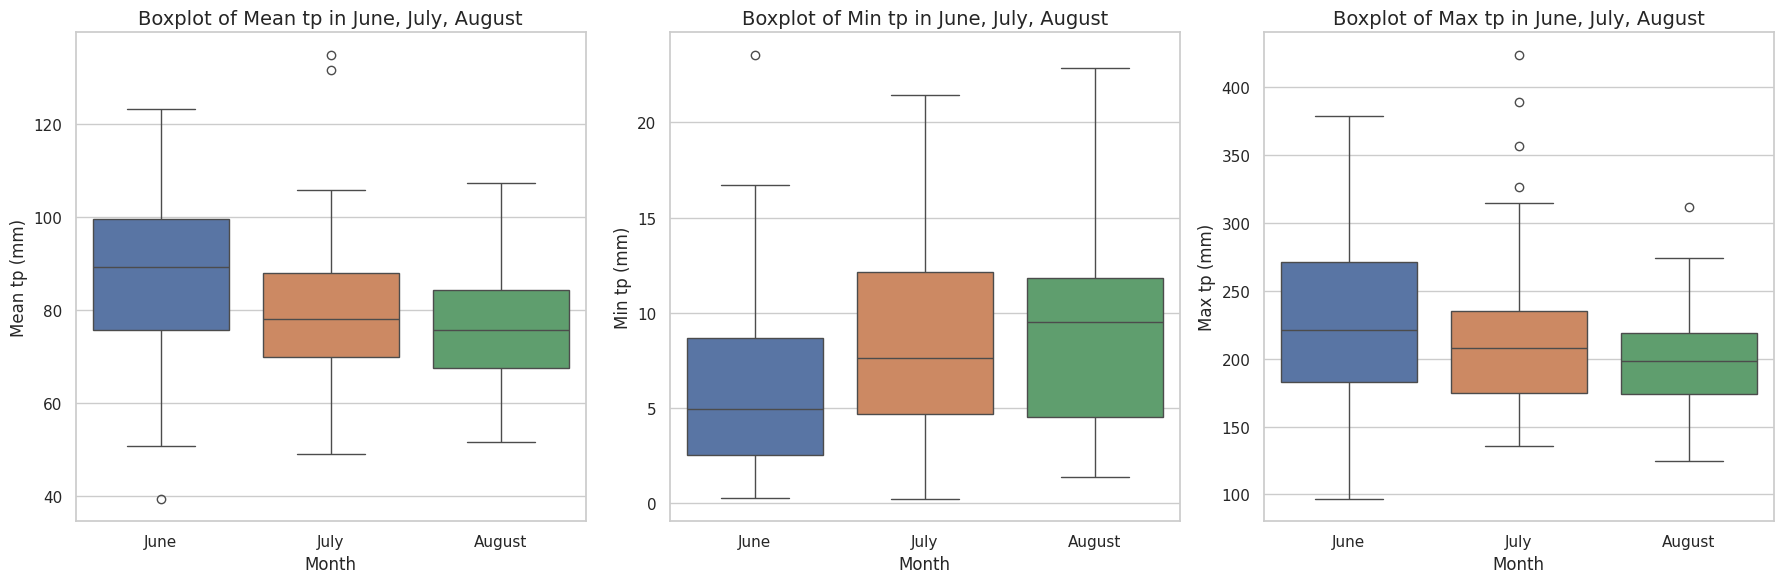 Boxplot of Mean tp in June, July, August
Mean tp (mm)
120
100
80
60
40
June July August
Month
Boxplot of Min tp in June, July, August
Min tp (mm)
20
15
10
5
0
June July August
Month
Boxplot of Max tp in June, July, August
Max tp (mm)
400
350
300
250
200
150
100
June July August
Month